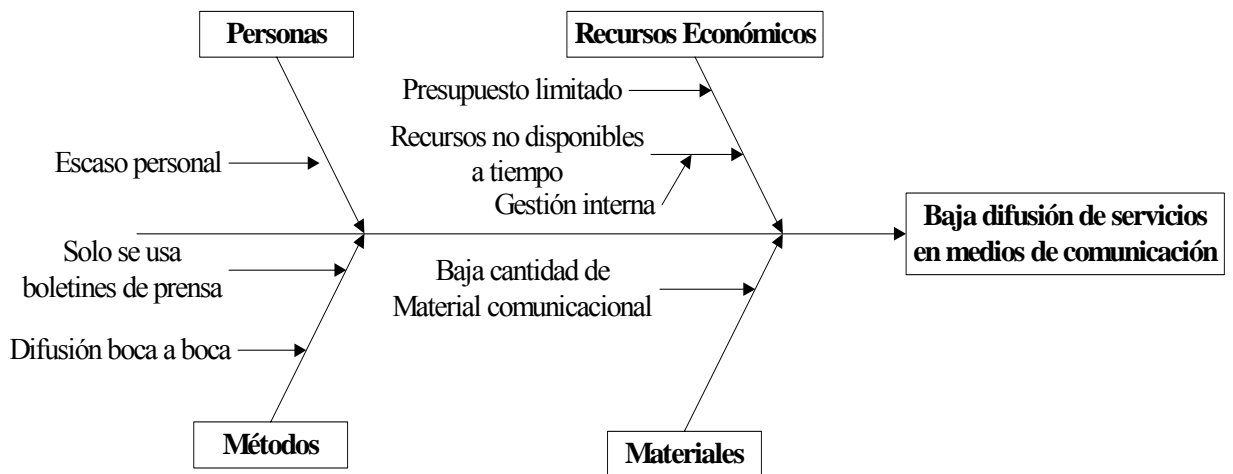 Personas
Recursos Económicos
Presupuesto limitado
Recursos no disponibles
a tiempo
Escaso personal
Gestión interna
Baja difusión de servicios
en medios de comunicación
Solo se usa
boletines de prensa
Baja cantidad de
Material comunicacional
Difusión boca a boca
Métodos
Materiales